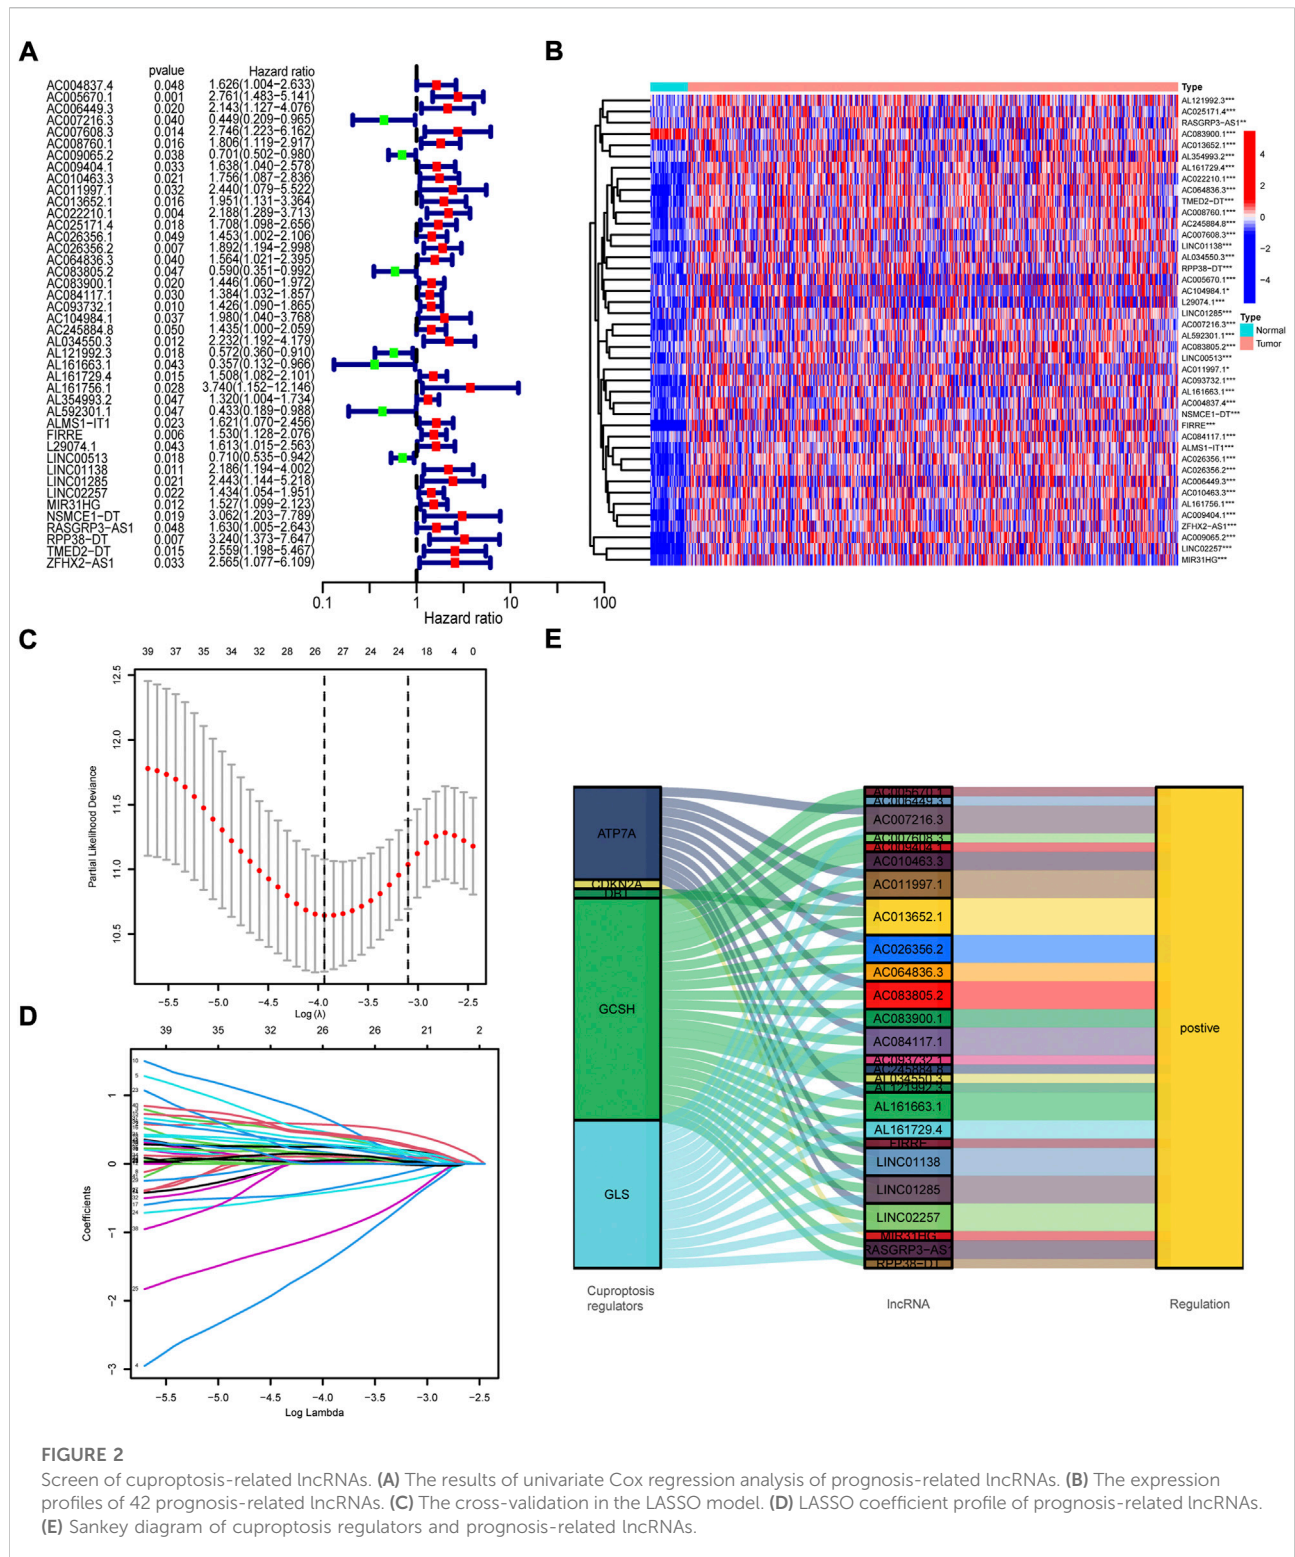 A
pvalue Hazard ratio
AC004837.4 0.048 1.626(1.004−2.633)
AC005670.1 0.001 2.761(1.483−5.141)
AC006449.3 0.020 2.143(1.127−4.076)
AC007216.3 0.040 0.449(0.209−0.965)
AC007608.3 0.014 2.746(1.223−6.162)
AC008760.1 0.016 1.806(1.119−2.917)
AC009065.2 0.038 0.701(0.502−0.980)
AC009404.1 0.033 1.638(1.040−2.578)
AC010463.3 0.021 1.756(1.087−2.836)
AC011997.1 0.032 2.440(1.079−5.522)
AC013652.1 0.016 1.951(1.131−3.364)
AC022210.1 0.004 2.188(1.289−3.713)
AC025171.4 0.018 1.708(1.098−2.656)
AC026356.1 0.049 1.453(1.002−2.106)
AC026356.2 0.007 1.892(1.194−2.998)
AC064836.3 0.040 1.564(1.021−2.395)
AC083805.2 0.047 0.590(0.351−0.992)
AC083900.1 0.020 1.446(1.060−1.972)
AC084117.1 0.030 1.384(1.032−1.857)
AC093732.1 0.010 1.426(1.090−1.865)
AC104984.1 0.037 1.980(1.040−3.768)
AC245884.8 0.050 1.435(1.000−2.059)
AL034550.3 0.012 2.232(1.192−4.179)
AL121992.3 0.018 0.572(0.360−0.910)
AL161663.1 0.043 0.357(0.132−0.966)
AL161729.4 0.015 1.508(1.082−2.101)
AL161756.1 0.028 3.740(1.152−12.146)
AL354993.2 0.047 1.320(1.004−1.734)
AL592301.1 0.047 0.433(0.189−0.988)
ALMS1−IT1 0.023 1.621(1.070−2.456)
FIRRE 0.006 1.530(1.128−2.076)
L29074.1 0.043 1.613(1.015−2.563)
LINC00513 0.018 0.710(0.535−0.942)
LINC01138 0.011 2.186(1.194−4.002)
LINC01285 0.021 2.443(1.144−5.218)
LINC02257 0.022 1.434(1.054−1.951)
MIR31HG 0.012 1.527(1.099−2.123)
NSMCE1−DT 0.019 3.062(1.203−7.789)
RASGRP3−AS1 0.048 1.630(1.005−2.643)
RPP38−DT 0.007 3.240(1.373−7.647)
TMED2−DT 0.015 2.559(1.198−5.467)
ZFHX2−AS1 0.033 2.565(1.077−6.109)
0.1 1 10 100
Hazard ratio
B
Type
AL121992.3***
AC025171.4***
RASGRP3−AS1**
AC083900.1***
AC013652.1***
AL354993.2***
AL161729.4***
AC022210.1***
AC064836.3***
TMED2−DT***
AC008760.1***
AC245884.8***
AC007608.3***
LINC01138***
AL034550.3***
RPP38−DT***
AC005670.1***
AC104984.1*
L29074.1***
LINC01285***
AC007216.3***
AL592301.1***
AC083805.2***
LINC00513***
AC011997.1*
AC093732.1***
AL161663.1***
AC004837.4***
NSMCE1−DT***
FIRRE***
AC084117.1***
ALMS1−IT1***
AC026356.1***
AC026356.2***
AC006449.3***
AC010463.3***
AL161756.1***
AC009404.1***
ZFHX2−AS1***
AC009065.2***
LINC02257***
MIR31HG***
4
2
0
−2
−4
Type
Normal
Tumor
C
39 37 35 34 32 28 26 27 24 24 18 4 0
12.5
12.0
11.5
11.0
10.5
Partial Likelihood Deviance
−5.5 −5.0 −4.5 −4.0 −3.5 −3.0 −2.5
Log (λ)
D
39 35 32 26 26 21 2
1
0
−1
−2
−3
Coefficients
10
5
23
25
4
−5.5 −5.0 −4.5 −4.0 −3.5 −3.0 −2.5
Log Lambda
E
ATP7A
CDKN2A
DBT
GCSH
GLS
Cuproptosis
regulators
AC005670.1
AC006449.3
AC007216.3
AC007608.3
AC009404.1
AC010463.3
AC011997.1
AC013652.1
AC026356.2
AC064836.3
AC083805.2
AC083900.1
AC084117.1
AC093732.1
AC245884.8
AL034550.3
AL121992.3
AL161663.1
AL161729.4
FIRRE
LINC01138
LINC01285
LINC02257
MIR31HG
RASGRP3−AS1
RPP38−DT
lncRNA
postive
Regulation
FIGURE 2
Screen of cuproptosis-related lncRNAs. (A) The results of univariate Cox regression analysis of prognosis-related lncRNAs. (B) The expression
profiles of 42 prognosis-related lncRNAs. (C) The cross-validation in the LASSO model. (D) LASSO coefficient profile of prognosis-related lncRNAs.
(E) Sankey diagram of cuproptosis regulators and prognosis-related lncRNAs.